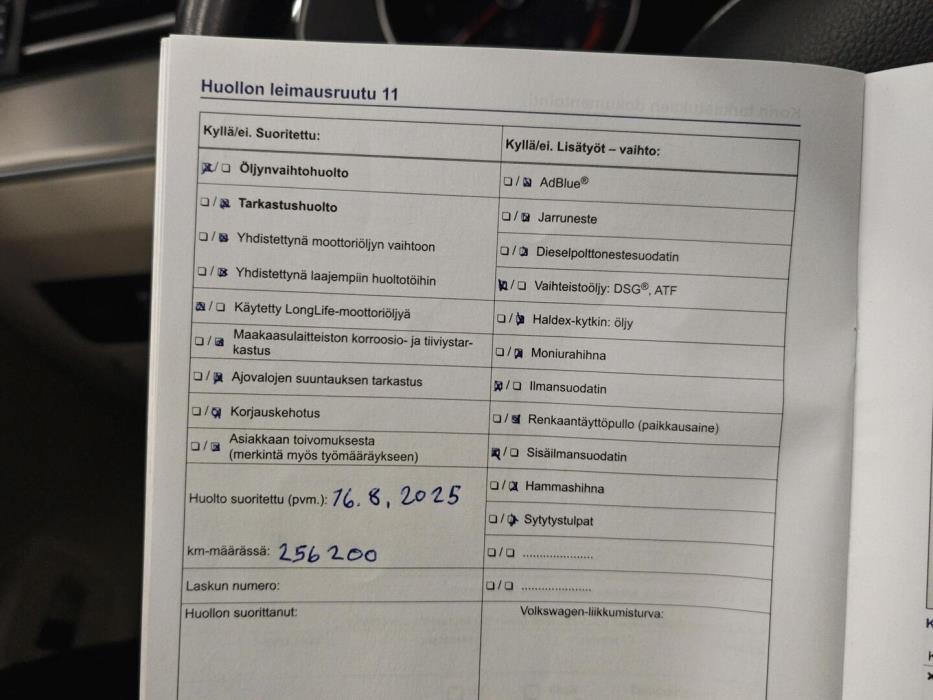 Huollon leimausruutu 11
Kyllä/ei. Suoritettu:
☒/☐ Öljynvaihtohuolto
☐/☒ Tarkastushuolto
☐/☒ Yhdistettynä moottoriöljyn vaihtoon
☐/☒ Yhdistettynä laajempiin huoltotöihin
☒/☐ Käytetty LongLife-moottoriöljyä
☐/☒ Maakaasulaitteiston korroosio- ja tiiviystar-
kastus
☐/☒ Ajovalojen suuntauksen tarkastus
☐/☒ Korjauskehotus
☐/☒ Asiakkaan toivomuksesta
(merkintä myös työmääräykseen)
Huolto suoritettu (pvm.): 16.8.2025
km-määrässä: 256 200
Laskun numero:
Huollon suorittanut:
Kyllä/ei. Lisätyöt – vaihto:
☐/☒ AdBlue®
☐/☒ Jarruneste
☐/☒ Dieselpolttonestesuodatin
☒/☐ Vaihteistoöljy: DSG®, ATF
☐/☒ Haldex-kytkin: öljy
☐/☒ Moniurahihna
☒/☐ Ilmansuodatin
☐/☒ Renkaantäyttöpullo (paikkausaine)
☒/☐ Sisäilmansuodatin
☐/☒ Hammashihna
☐/☒ Sytytystulpat
☐/☐ .....................
☐/☐ .....................
Volkswagen-liikkumisturva: